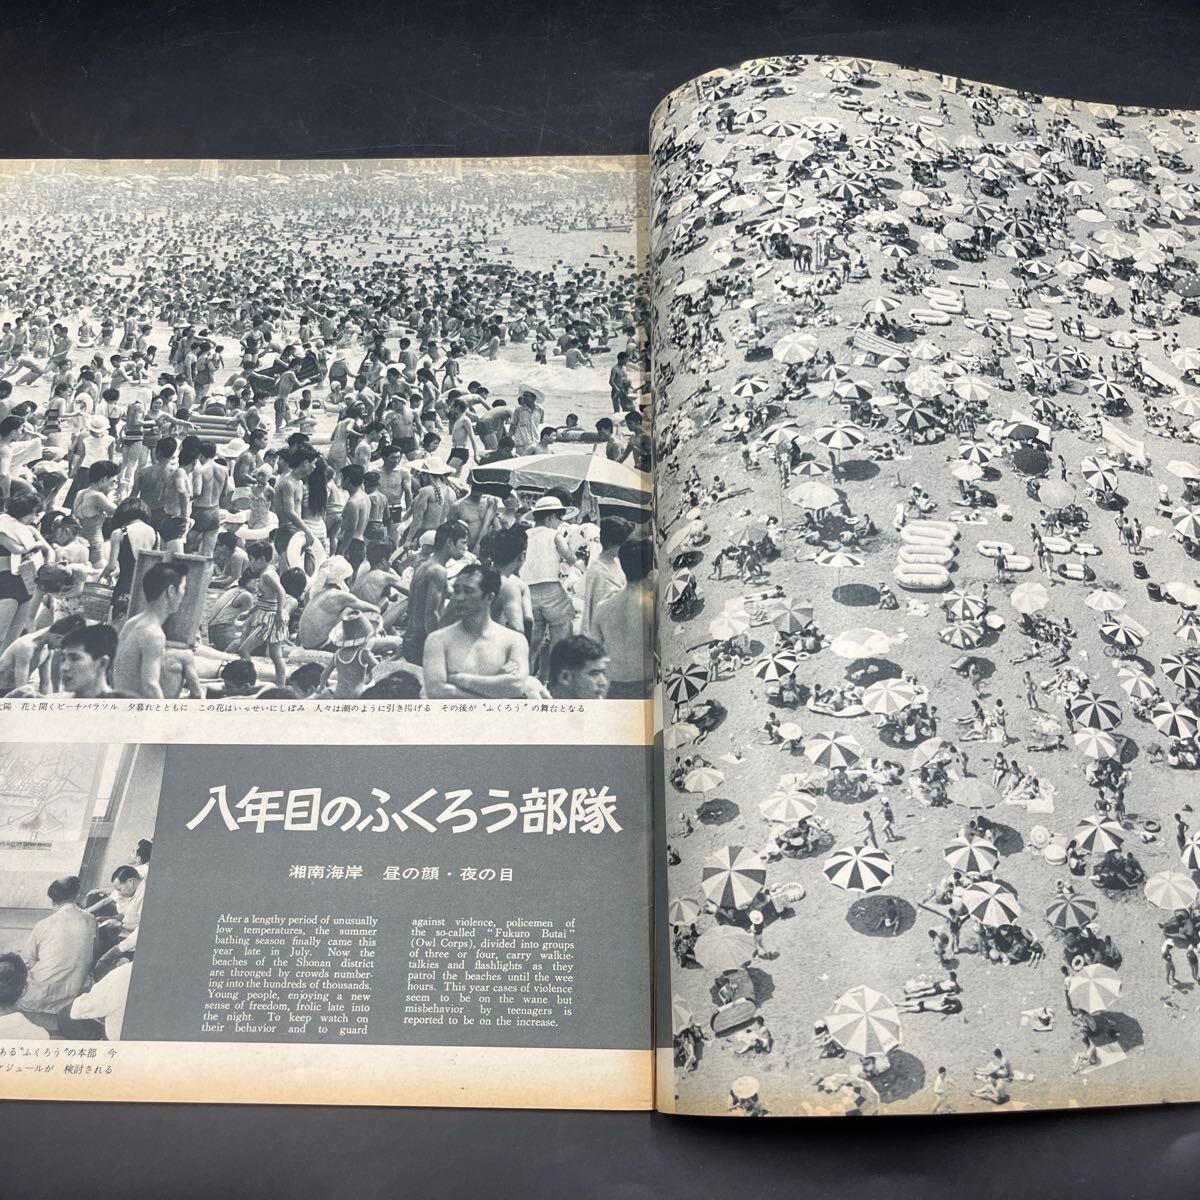 太陽　花と開くビーチパラソル　夕暮れとともに　この花はいっせいにしぼみ　人々は潮のように引き揚げる　その後が“ふくろう”の舞台となる
八年目のふくろう部隊
湘南海岸　昼の顔・夜の目
After a lengthy period of unusually
low temperatures, the summer
bathing season finally came this
year late in July. Now the
beaches of the Shonan district
are thronged by crowds number-
ing into the hundreds of thousands.
Young people, enjoying a new
sense of freedom, frolic late into
the night. To keep watch on
their behavior and to guard
against violence, policemen of
the so-called “Fukuro Butai”
(Owl Corps), divided into groups
of three or four, carry walkie-
talkies and flashlights as they
patrol the beaches until the wee
hours. This year cases of violence
seem to be on the wane but
misbehavior by teenagers is
reported to be on the increase.
ある“ふくろう”の本部　今
ケジュールが　検討される